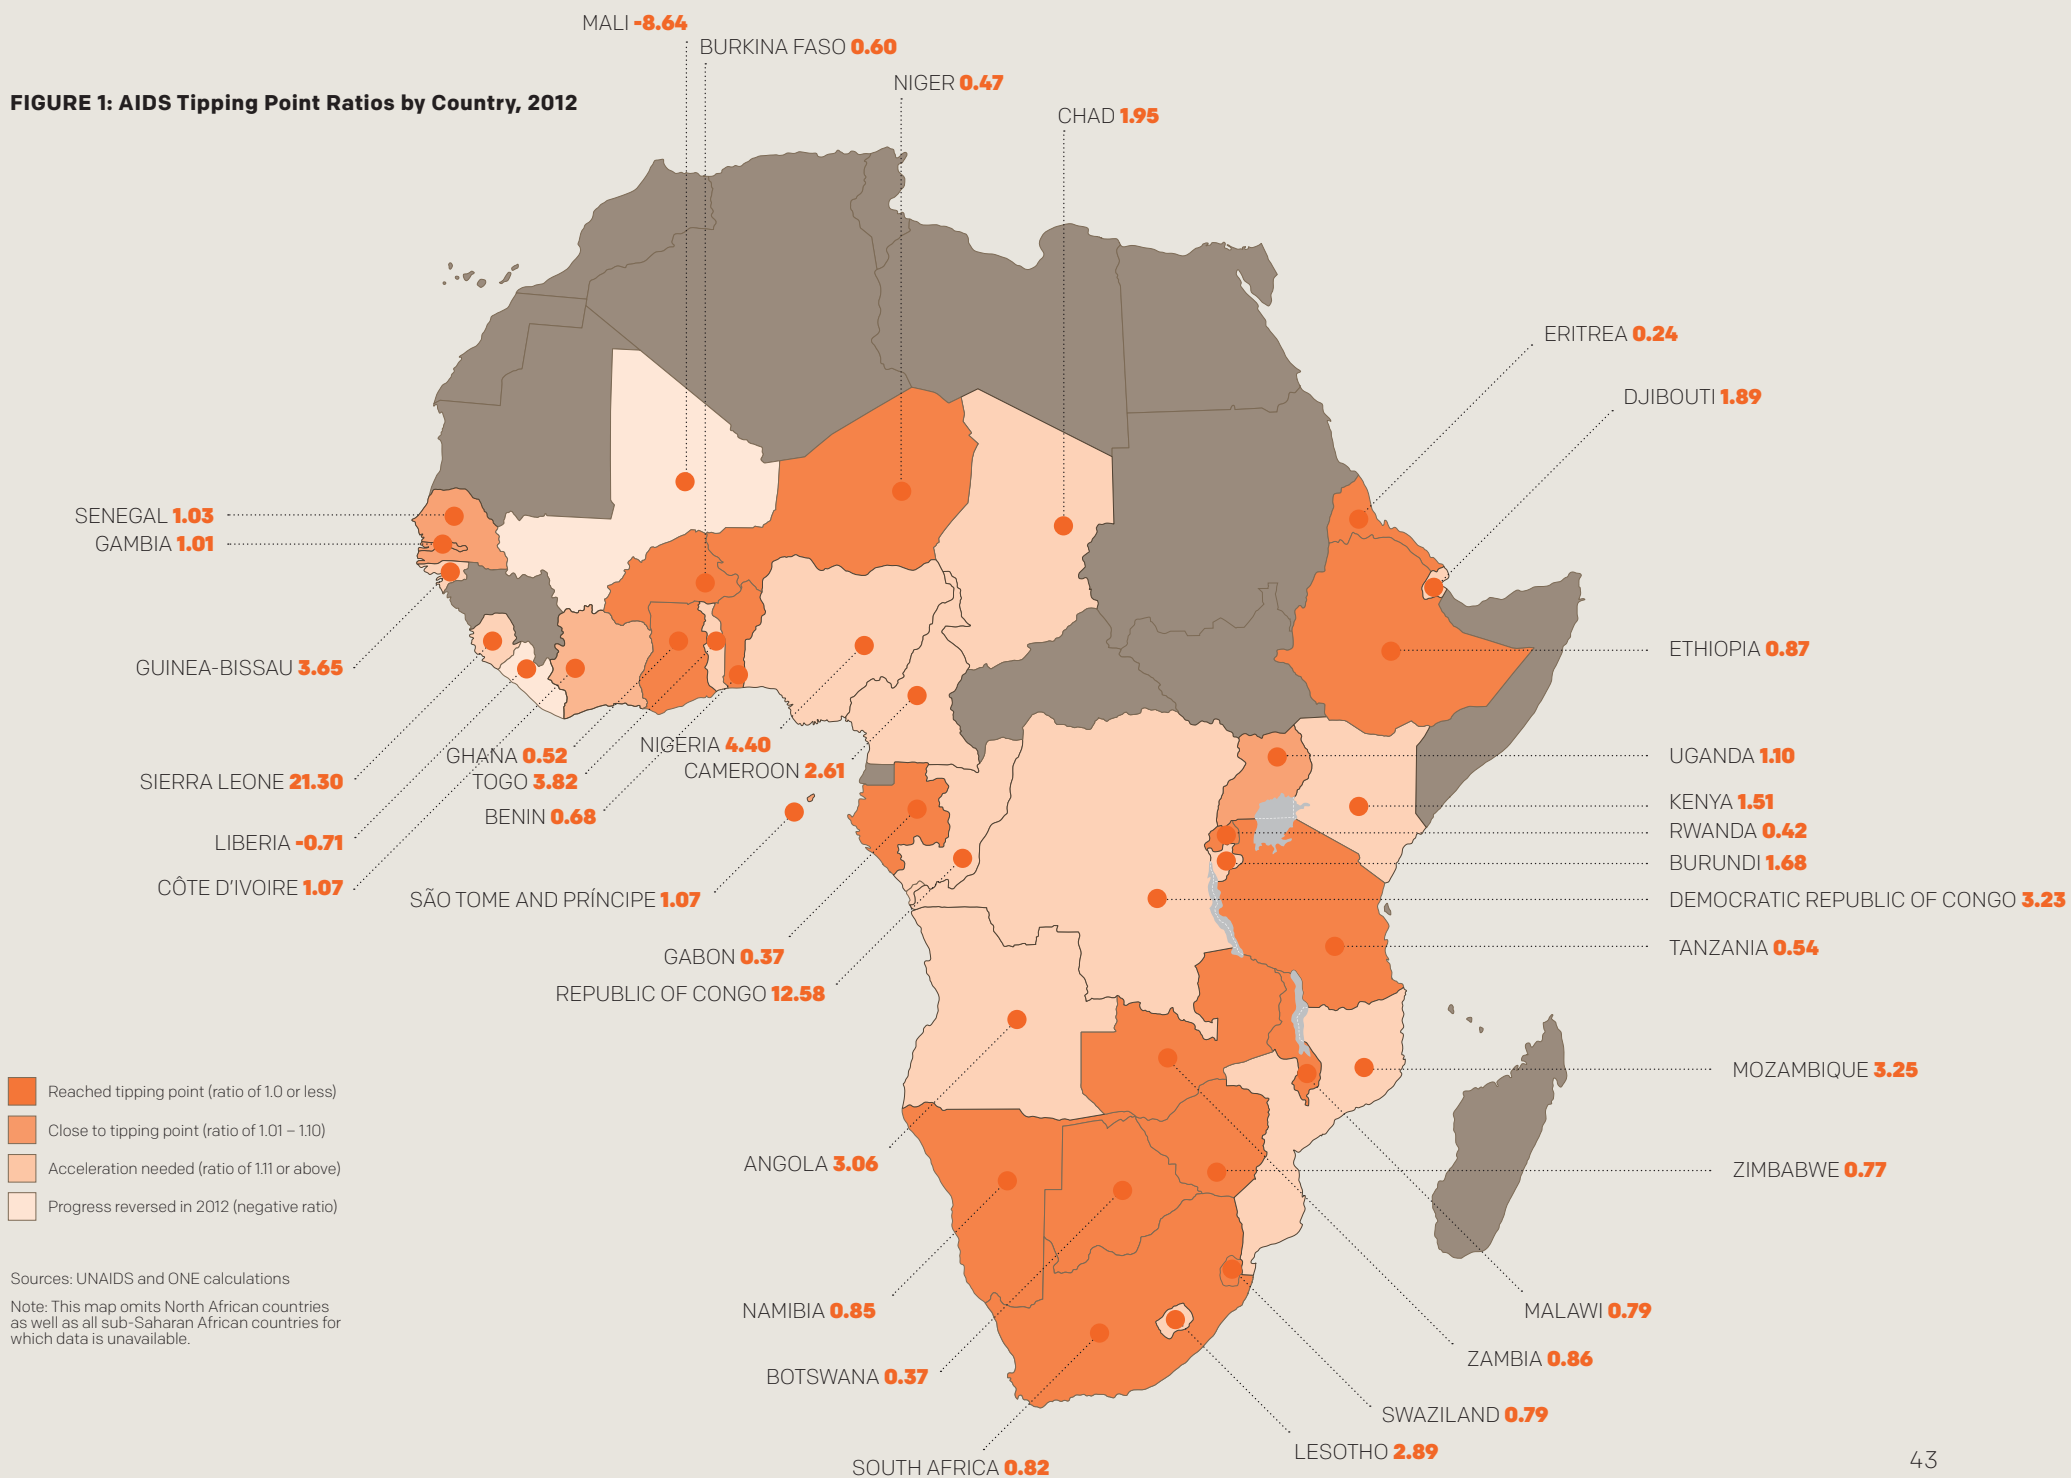 MALI -8.64
BURKINA FASO 0.60
NIGER 0.47
FIGURE 1: AIDS Tipping Point Ratios by Country, 2012
CHAD 1.95
ERITREA 0.24
DJIBOUTI 1.89
SENEGAL 1.03
GAMBIA 1.01
ETHIOPIA 0.87
GUINEA-BISSAU 3.65
NIGERIA 4.40
GHANA 0.52
UGANDA 1.10
CAMEROON 2.61
SIERRA LEONE 21.30
TOGO 3.82
KENYA 1.51
BENIN 0.68
RWANDA 0.42
LIBERIA -0.71
BURUNDI 1.68
CÔTE D'IVOIRE 1.07
SÃO TOME AND PRÍNCIPE 1.07
DEMOCRATIC REPUBLIC OF CONGO 3.23
TANZANIA 0.54
GABON 0.37
REPUBLIC OF CONGO 12.58
MOZAMBIQUE 3.25
Reached tipping point (ratio of 1.0 or less)
Close to tipping point (ratio of 1.01 – 1.10)
Acceleration needed (ratio of 1.11 or above)
Progress reversed in 2012 (negative ratio)
ANGOLA 3.06
ZIMBABWE 0.77
Sources: UNAIDS and ONE calculations
Note: This map omits North African countries
as well as all sub-Saharan African countries for
which data is unavailable.
NAMIBIA 0.85
MALAWI 0.79
ZAMBIA 0.86
BOTSWANA 0.37
SWAZILAND 0.79
LESOTHO 2.89
SOUTH AFRICA 0.82
43